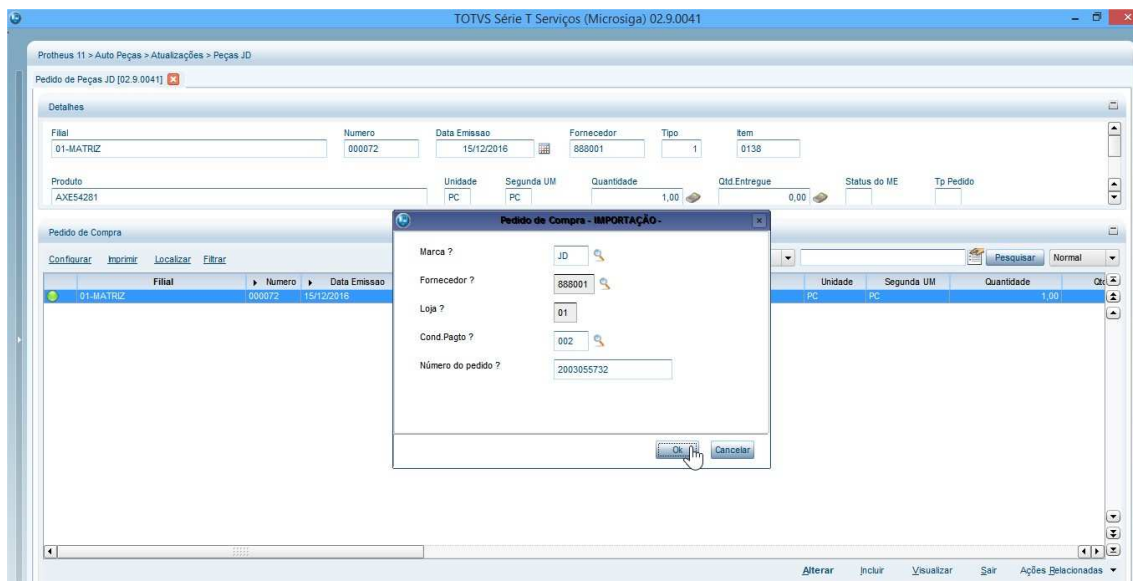 TOTVS Série T Serviços (Microsiga) 02.9.0041
Protheus 11 > Auto Peças > Atualizações > Peças JD
Pedido de Peças JD [02.9.0041]
Detalhes
Filial Numero Data Emissao Fornecedor Tipo Item
01-MATRIZ 000072 15/12/2016 888001 1 0138
Produto Unidade Segunda UM Quantidade Qtd.Entregue Status do ME Tp Pedido
AXE54281 PC PC 1,00 0,00
Pedido de Compra
Configurar Imprimir Localizar Filtrar Pesquisar Normal
Filial Numero Data Emissao Unidade Segunda UM Quantidade
01-MATRIZ 000072 15/12/2016 PC PC 1,00
Pedido de Compra - IMPORTAÇÃO -
Marca ? JD
Fornecedor ? 888001
Loja ? 01
Cond.Pagto ? 002
Número do pedido ? 2003055732
Ok Cancelar
Alterar Incluir Visualizar Sair Ações Relacionadas